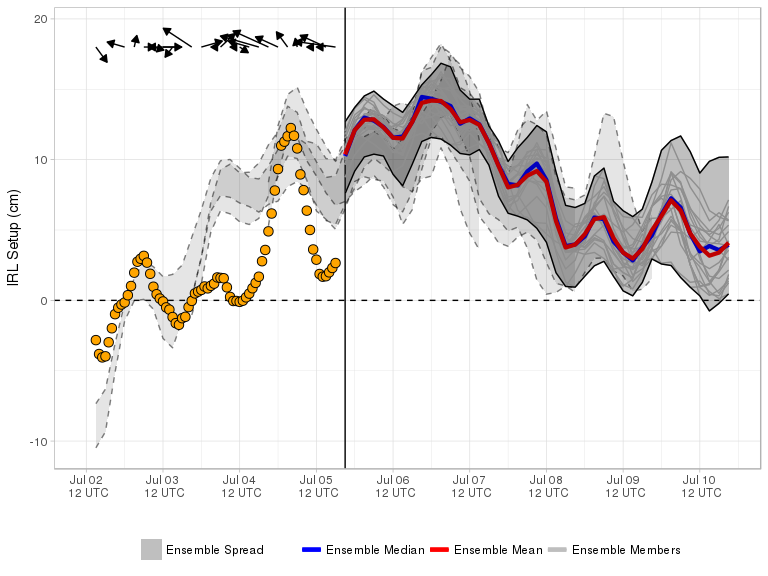 20
10
0
-10
IRL Setup (cm)
Jul 02 Jul 03 Jul 04 Jul 05 Jul 06 Jul 07 Jul 08 Jul 09 Jul 10
12 UTC 12 UTC 12 UTC 12 UTC 12 UTC 12 UTC 12 UTC 12 UTC 12 UTC
Ensemble Spread Ensemble Median Ensemble Mean Ensemble Members